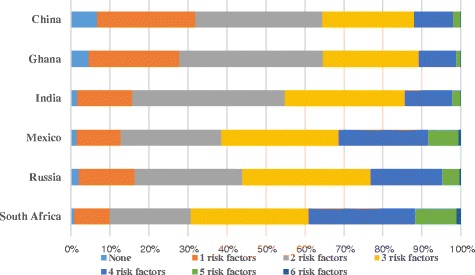 China
Ghana
India
Mexico
Russia
South Africa
0% 10% 20% 30% 40% 50% 60% 70% 80% 90% 100%
None 1 risk factors 2 risk factors 3 risk factors
4 risk factors 5 risk factors 6 risk factors